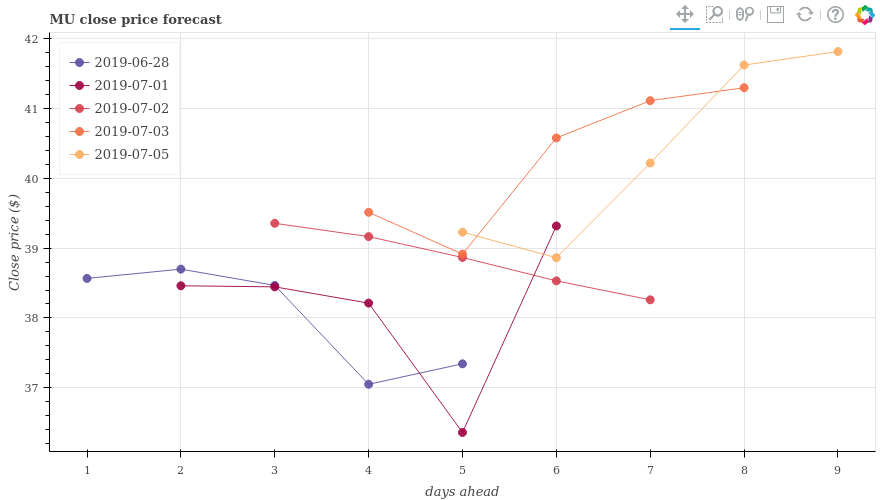 MU close price forecast
2019-06-28
2019-07-01
2019-07-02
2019-07-03
2019-07-05
Close price ($)
42
41
40
39
38
37
1 2 3 4 5 6 7 8 9
days ahead